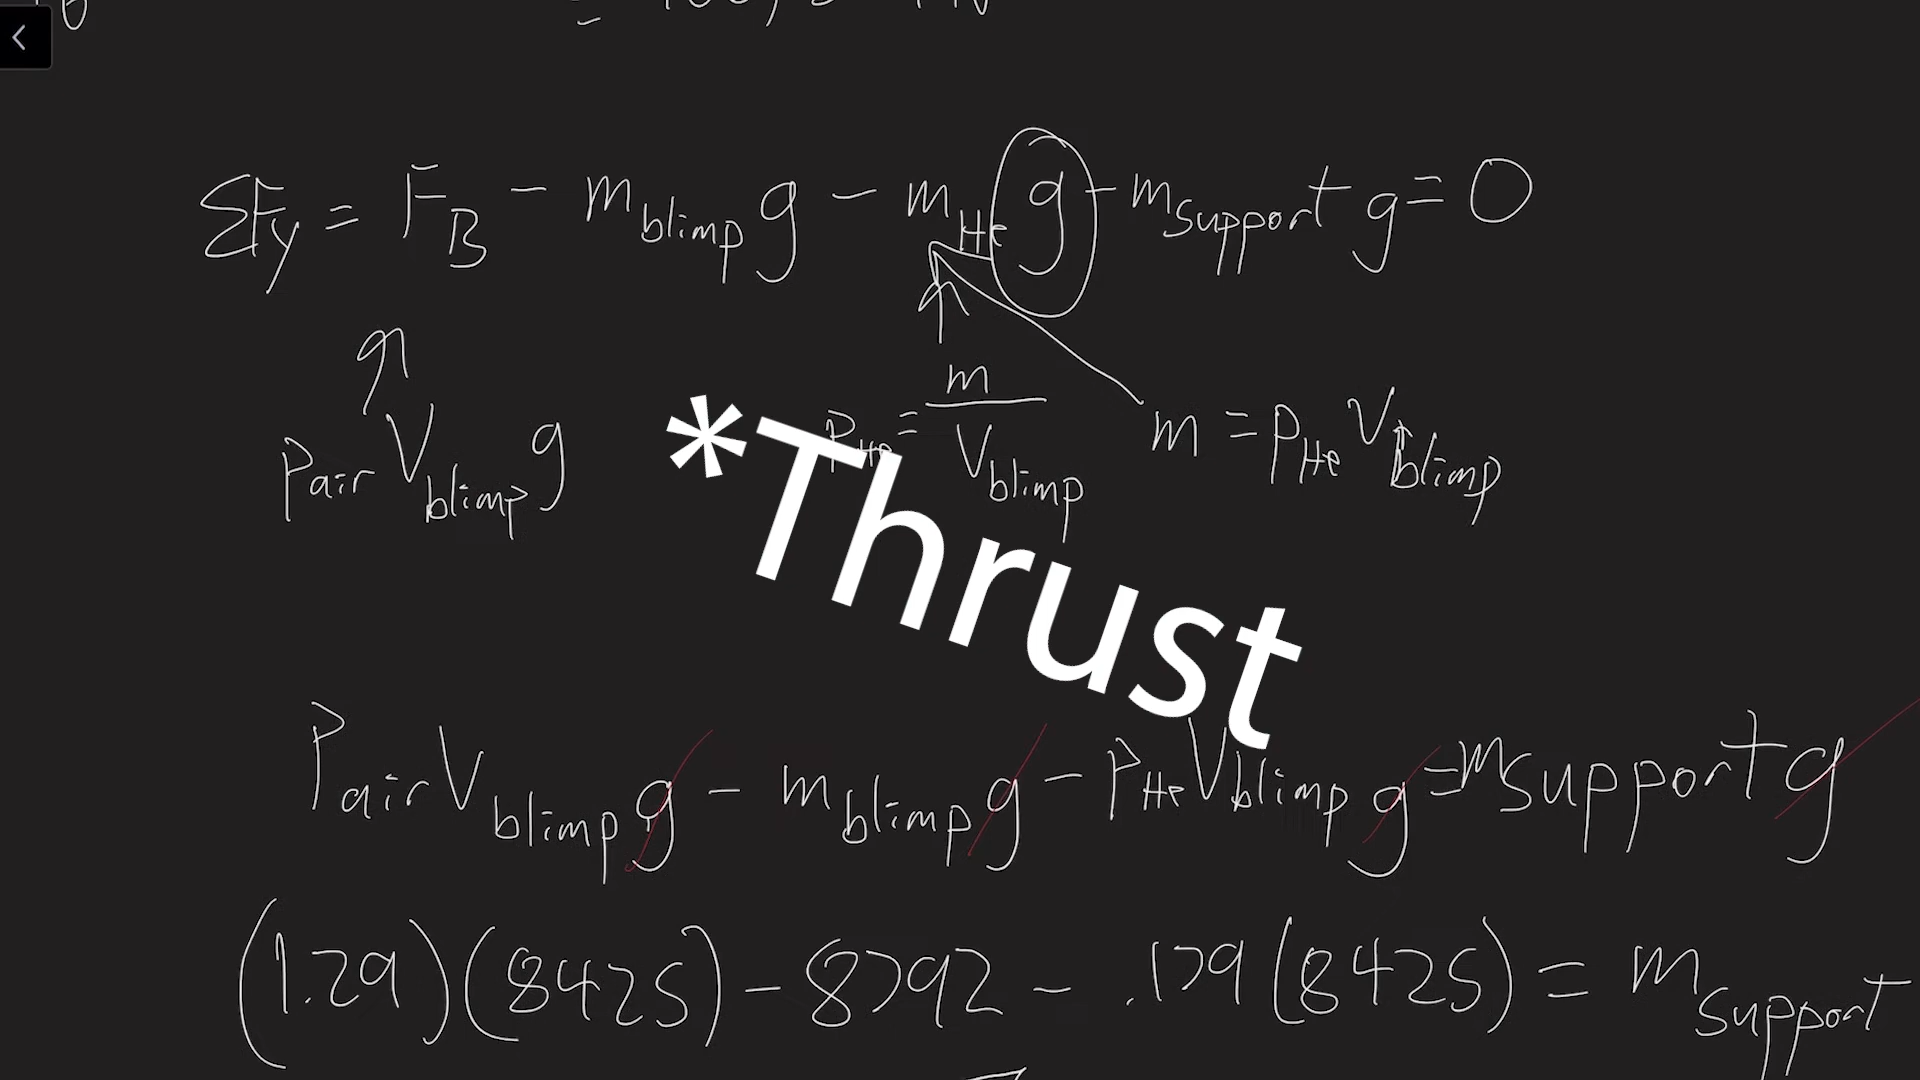 ΣFy = FB - mblimp g - mHe g - msupport g = 0
ρair Vblimp g
ρHe = m / Vblimp
m = ρHe Vblimp
*Thrust
ρair Vblimp g - mblimp g - ρHe Vblimp g = msupport g
(1.29)(8425) - 8792 - .179(8425) = msupport